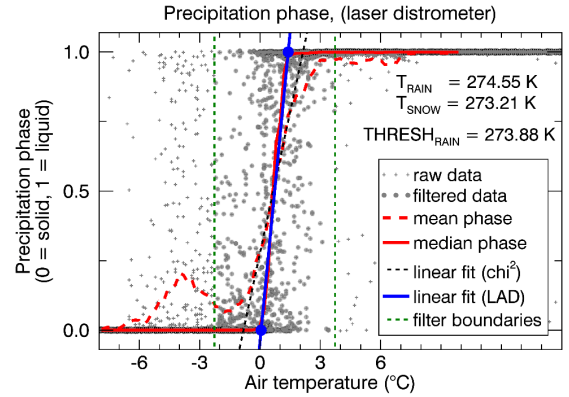 Precipitation phase, (laser distrometer)
Precipitation phase
(0 = solid, 1 = liquid)
1.0
0.5
0.0
T_RAIN = 274.55 K
T_SNOW = 273.21 K
THRESH_RAIN = 273.88 K
raw data
filtered data
mean phase
median phase
linear fit (chi²)
linear fit (LAD)
filter boundaries
-6 -3 0 3 6
Air temperature (°C)